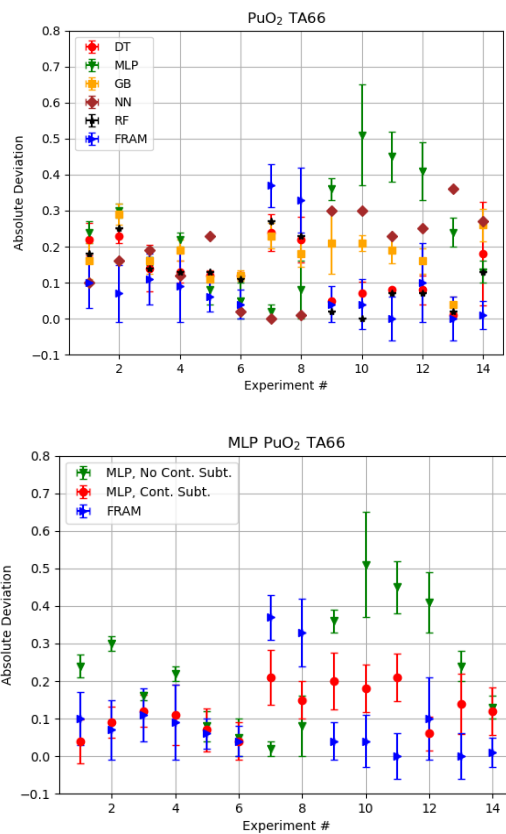 PuO₂ TA66
0.8
0.7
0.6
0.5
0.4
0.3
0.2
0.1
0.0
−0.1
Absolute Deviation
DT
MLP
GB
NN
RF
FRAM
2 4 6 8 10 12 14
Experiment #
MLP PuO₂ TA66
0.8
0.7
0.6
0.5
0.4
0.3
0.2
0.1
0.0
−0.1
Absolute Deviation
MLP, No Cont. Subt.
MLP, Cont. Subt.
FRAM
2 4 6 8 10 12 14
Experiment #